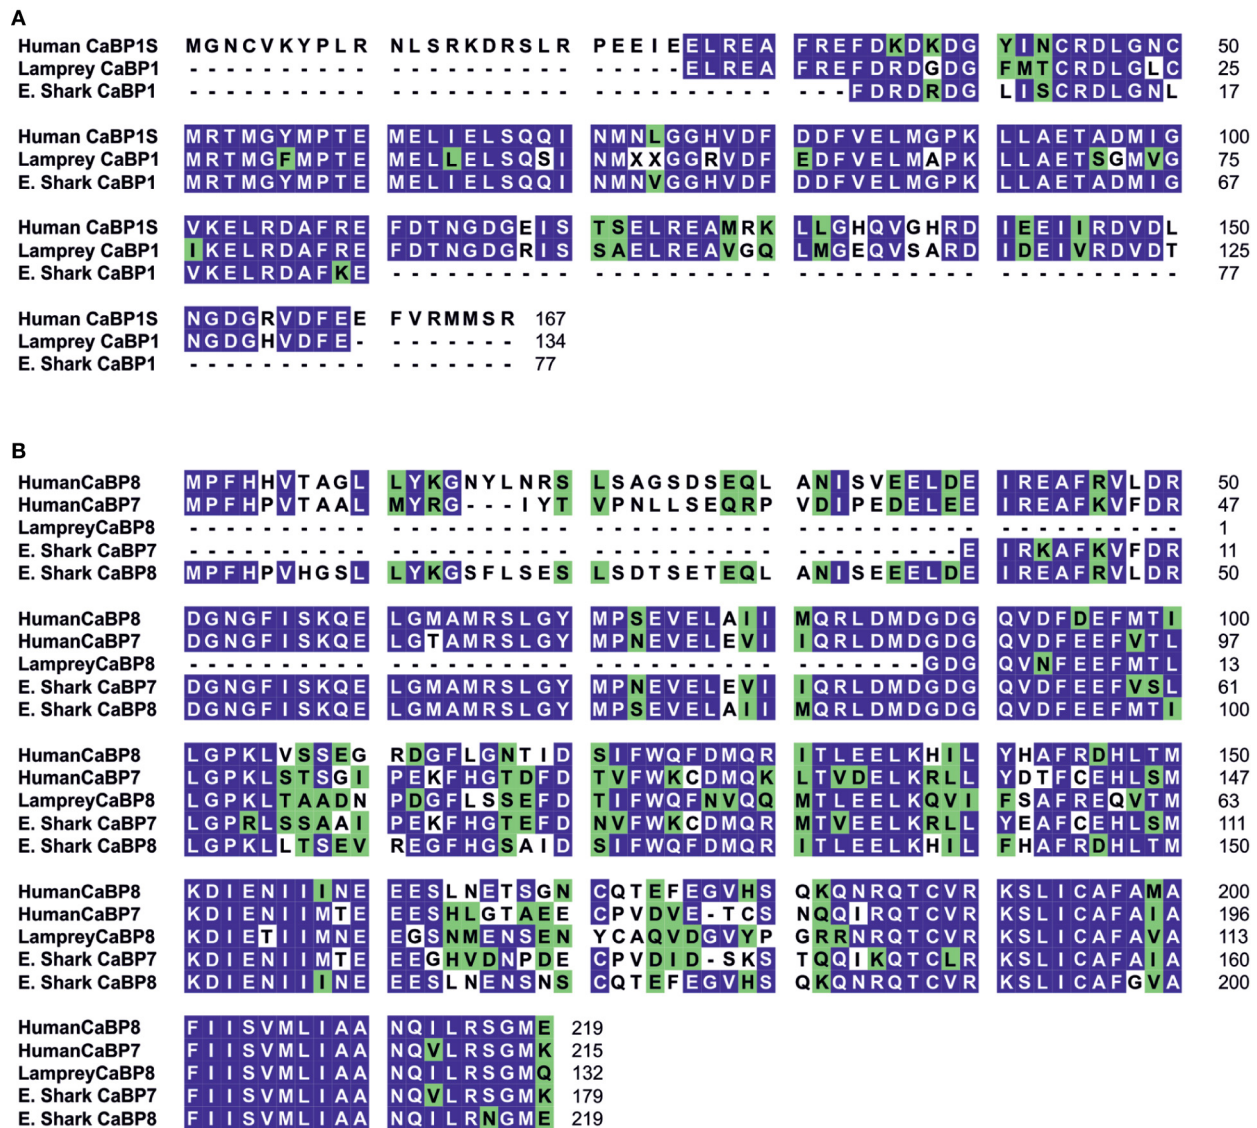 A
Human CaBP1S MGNCVKYPLR NLSRKDRSLR PEEIEELREA FREFDKDKDG YINCRDLGNC 50
Lamprey CaBP1 - - - - - - - - - - - - - - - - - - - - - - - - - ELREA FREFDRDGDG FMTCRDLGLC 25
E. Shark CaBP1 - - - - - - - - - - - - - - - - - - - - - - - - - - - - - - - - - FDRDRDG LISCRDLGNL 17
Human CaBP1S MRTMGYMPTE MELIELSQQI NMNLGGHVDF DDFVELMGPK LLAETADMIG 100
Lamprey CaBP1 MRTMGFMPTE MELLELSQSI NMXXGGRVDF EDFVELMAPK LLAETSGMVG 75
E. Shark CaBP1 MRTMGYMPTE MELIELSQQI NMNVGGHVDF DDFVELMGPK LLAETADMIG 67
Human CaBP1S VKELRDAFRE FDTNGDGEIS TSELREAMRK LLGHQVGHRD IEEIIRDVDL 150
Lamprey CaBP1 IKELRDAFRE FDTNGDGRIS SAELREAVGQ LMGEQVSARD IDEIVRDVDT 125
E. Shark CaBP1 VKELRDAFKE - - - - - - - - - - - - - - - - - - - - - - - - - - - - - - - - - - - - - - - - 77
Human CaBP1S NGDGRVDFEE FVRMMSR 167
Lamprey CaBP1 NGDGHVDFE- - - - - - - - 134
E. Shark CaBP1 - - - - - - - - - - - - - - - - - 77
B
HumanCaBP8 MPFHHVTAGL LYKGNYLNRS LSAGSDSEQL ANISVEELDE IREAFRVLDR 50
HumanCaBP7 MPFHPVTAAL MYRG---IYT VPNLLSEQRP VDIPEDELEE IREAFKVFDR 47
LampreyCaBP8 - - - - - - - - - - - - - - - - - - - - - - - - - - - - - - - - - - - - - - - - - - - - - - - - - - 1
E. Shark CaBP7 - - - - - - - - - - - - - - - - - - - - - - - - - - - - - - - - - - - - - - - E IRKAFKVFDR 11
E. Shark CaBP8 MPFHPVHGSL LYKGSFLSES LSDTSETEQL ANISEEELDE IREAFRVLDR 50
HumanCaBP8 DGNGFISKQE LGMAMRSLGY MPSEVELAII MQRLDMDGDG QVDFDEFMTI 100
HumanCaBP7 DGNGFISKQE LGTAMRSLGY MPNEVELEVI IQRLDMDGDG QVDFEEFVTL 97
LampreyCaBP8 - - - - - - - - - - - - - - - - - - - - - - - - - - - - - - - - - - - - - GDG QVNFEEFMTL 13
E. Shark CaBP7 DGNGFISKQE LGMAMRSLGY MPNEVELEVI IQRLDMDGDG QVDFEEFVSL 61
E. Shark CaBP8 DGNGFISKQE LGMAMRSLGY MPSEVELAII MQRLDMDGDG QVDFEEFMTI 100
HumanCaBP8 LGPKLVSSEG RDGFLGNTID SIFWQFDMQR ITLEELKHIL YHAFRDHLTM 150
HumanCaBP7 LGPKLSTSGI PEKFHGTDFD TVFWKCDMQK LTVDELKRLL YDTFCEHLSM 147
LampreyCaBP8 LGPKLTAADN PDGFLSSEFD TIFWQFNVQQ MTLEELKQVI FSAFREQVTM 63
E. Shark CaBP7 LGPRLSSAAI PEKFHGTEFD NVFWKCDMQR MTVEELKRLL YEAFCEHLSM 111
E. Shark CaBP8 LGPKLLTSEV REGFHGSAID SIFWQFDMQR ITLEELKHIL FHAFRDHLTM 150
HumanCaBP8 KDIENIIINE EESLNETSGN CQTEFEGVHS QKQNRQTCVR KSLICAFAMA 200
HumanCaBP7 KDIENIIMTE EESHLGTAEE CPVDVE-TCS NQQIRQTCVR KSLICAFAIA 196
LampreyCaBP8 KDIETIIMNE EGSNMENSEN YCAQVDGVYP GRRNRQTCVR KSLICAFAVA 113
E. Shark CaBP7 KDIENIIMTE EEGHVDNPDE CPVDID-SKS TQQIKQTCLR KSLICAFAIA 160
E. Shark CaBP8 KDIENIIINE EESLNENSNS CQTEFEGVHS QKQNRQTCVR KSLICAFGVA 200
HumanCaBP8 FIISVMLIAA NQILRSGME 219
HumanCaBP7 FIISVMLIAA NQVLRSGMK 215
LampreyCaBP8 FIISVMLIAA NQILRSGMQ 132
E. Shark CaBP7 FIISVMLIAA NQVLRSGMK 179
E. Shark CaBP8 FIISVMLIAA NQILRNGME 219